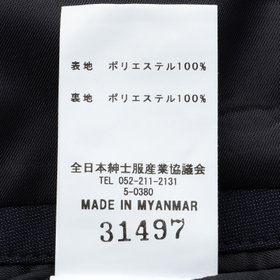 表地 ポリエステル100%
裏地 ポリエステル100%
全日本紳士服産業協議会
TEL 052-211-2131
5-0380
MADE IN MYANMAR
31497